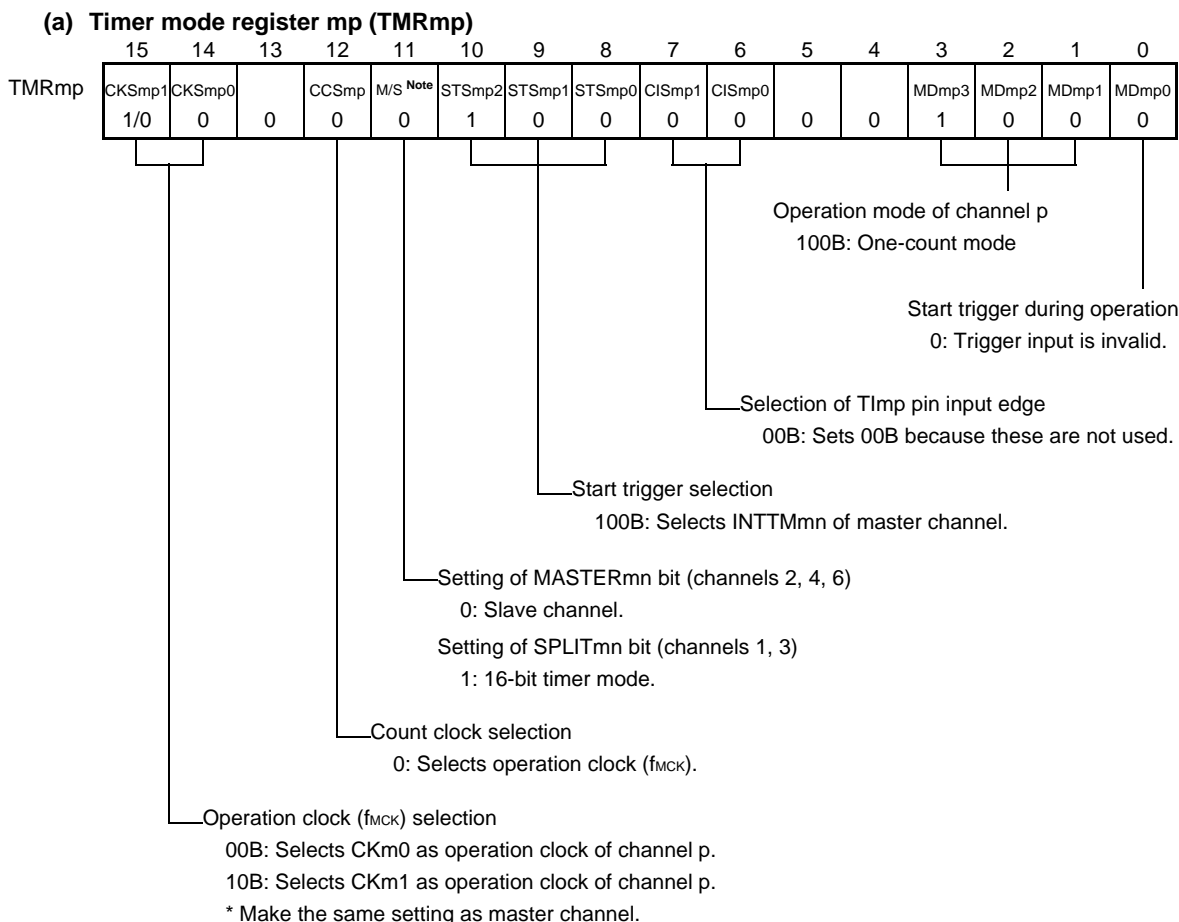 (a) Timer mode register mp (TMRmp)
15 14 13 12 11 10 9 8 7 6 5 4 3 2 1 0
TMRmp CKSmp1 CKSmp0 CCSmp M/S Note STSmp2 STSmp1 STSmp0 CISmp1 CISmp0 MDmp3 MDmp2 MDmp1 MDmp0
1/0 0 0 0 0 1 0 0 0 0 0 0 1 0 0 0
Operation mode of channel p
100B: One-count mode
Start trigger during operation
0: Trigger input is invalid.
Selection of TImp pin input edge
00B: Sets 00B because these are not used.
Start trigger selection
100B: Selects INTTMmn of master channel.
Setting of MASTERmn bit (channels 2, 4, 6)
0: Slave channel.
Setting of SPLITmn bit (channels 1, 3)
1: 16-bit timer mode.
Count clock selection
0: Selects operation clock (fMCK).
Operation clock (fMCK) selection
00B: Selects CKm0 as operation clock of channel p.
10B: Selects CKm1 as operation clock of channel p.
* Make the same setting as master channel.